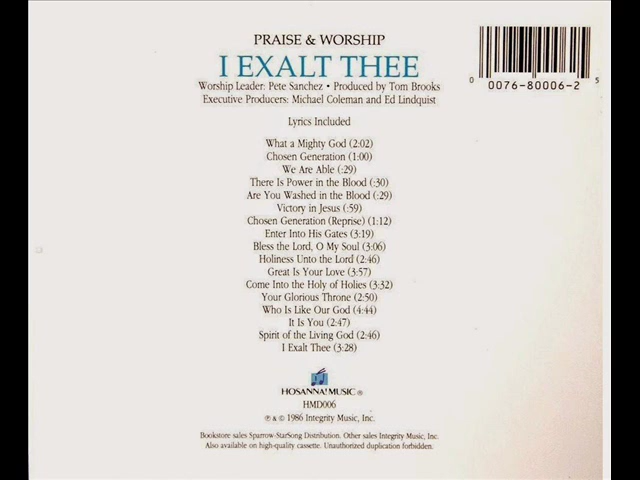 PRAISE & WORSHIP
I EXALT THEE
Worship Leader: Pete Sanchez • Produced by Tom Brooks
Executive Producers: Michael Coleman and Ed Lindquist
Lyrics Included
What a Mighty God (2:02)
Chosen Generation (1:00)
We Are Able (:29)
There Is Power in the Blood (:30)
Are You Washed in the Blood (:29)
Victory in Jesus (:59)
Chosen Generation (Reprise) (1:12)
Enter Into His Gates (3:19)
Bless the Lord, O My Soul (3:06)
Holiness Unto the Lord (2:46)
Great Is Your Love (3:57)
Come Into the Holy of Holies (3:32)
Your Glorious Throne (2:50)
Who Is Like Our God (4:44)
It Is You (2:47)
Spirit of the Living God (2:46)
I Exalt Thee (3:28)
HOSANNA! MUSIC ®
HMD006
℗ & © 1986 Integrity Music, Inc.
Bookstore sales Sparrow-StarSong Distribution. Other sales Integrity Music, Inc.
Also available on high-quality cassette. Unauthorized duplication forbidden.
0 0076-80006-2 5